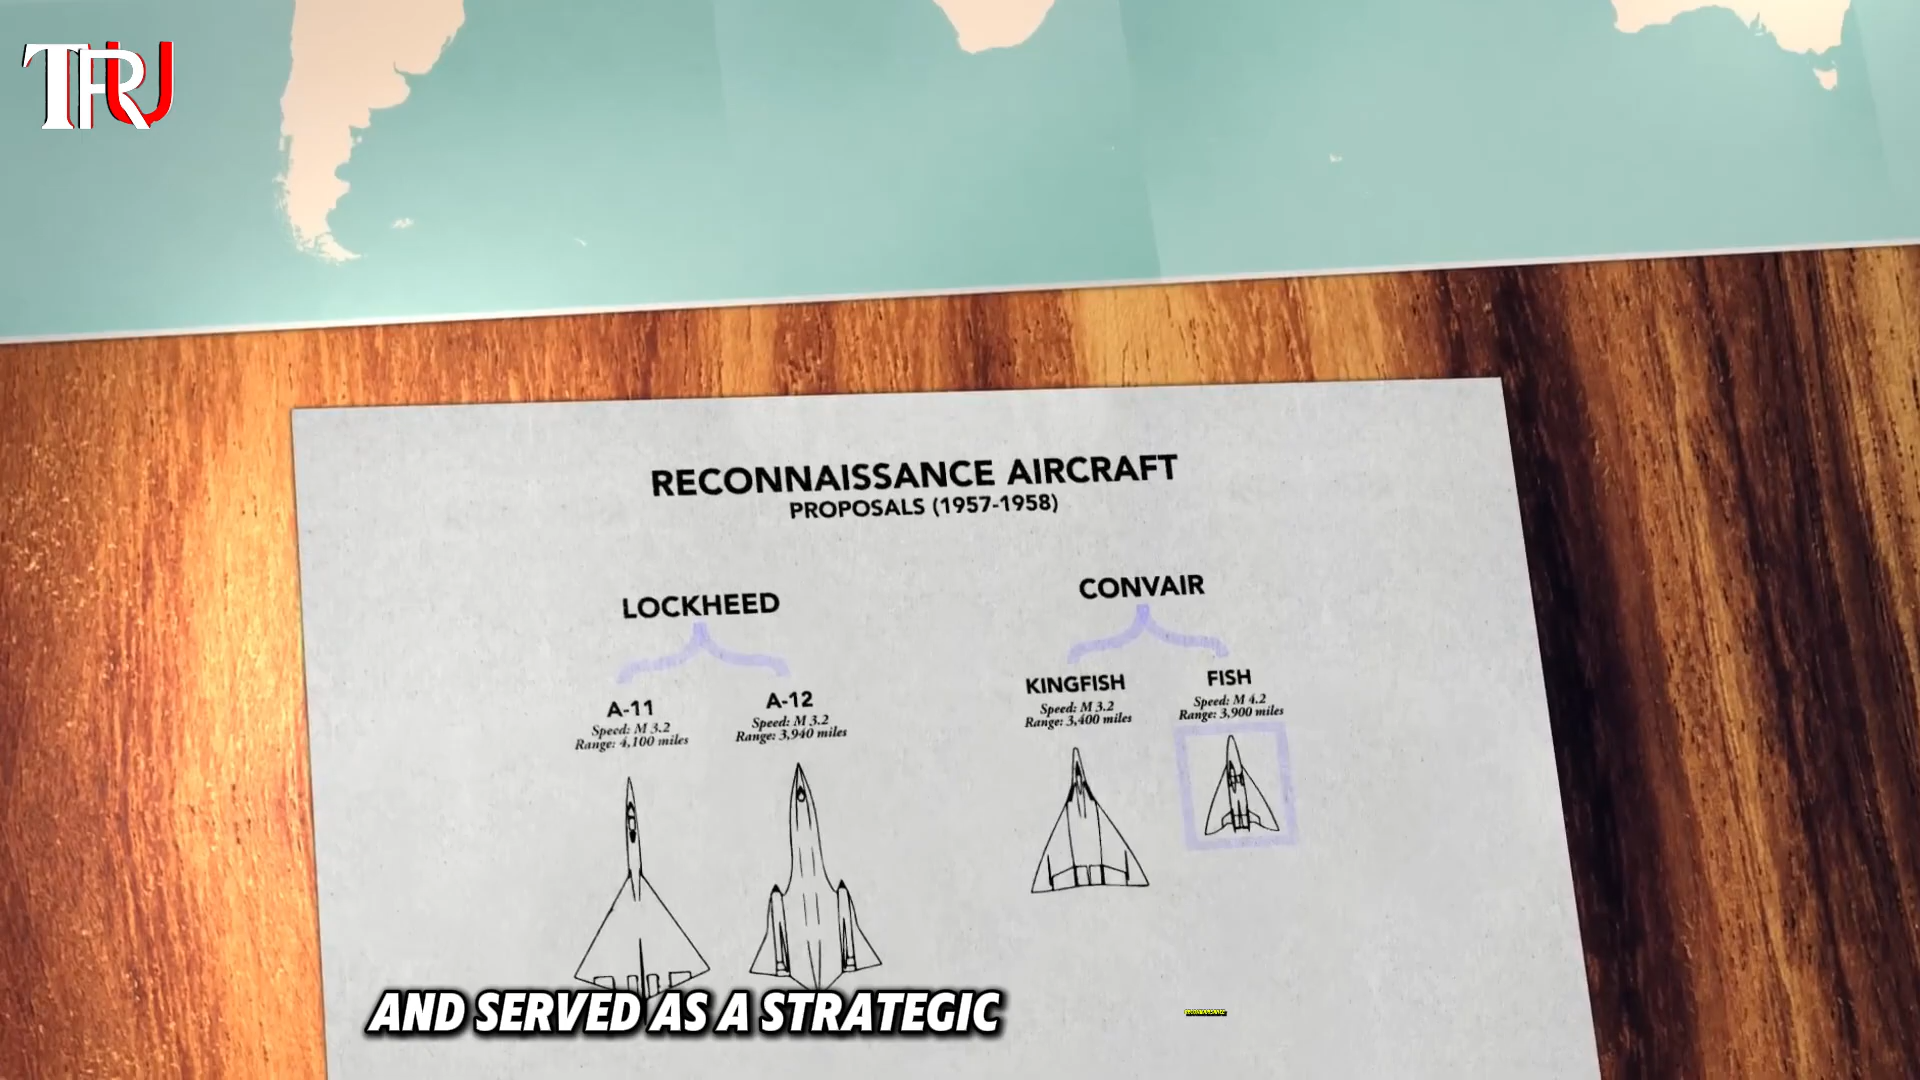 TRU
RECONNAISSANCE AIRCRAFT
PROPOSALS (1957-1958)
LOCKHEED
CONVAIR
A-11
Speed: M 3.2
Range: 4,100 miles
A-12
Speed: M 3.2
Range: 3,940 miles
KINGFISH
Speed: M 3.2
Range: 3,400 miles
FISH
Speed: M 4.2
Range: 3,900 miles
AND SERVED AS A STRATEGIC
RECONNAISSANCE